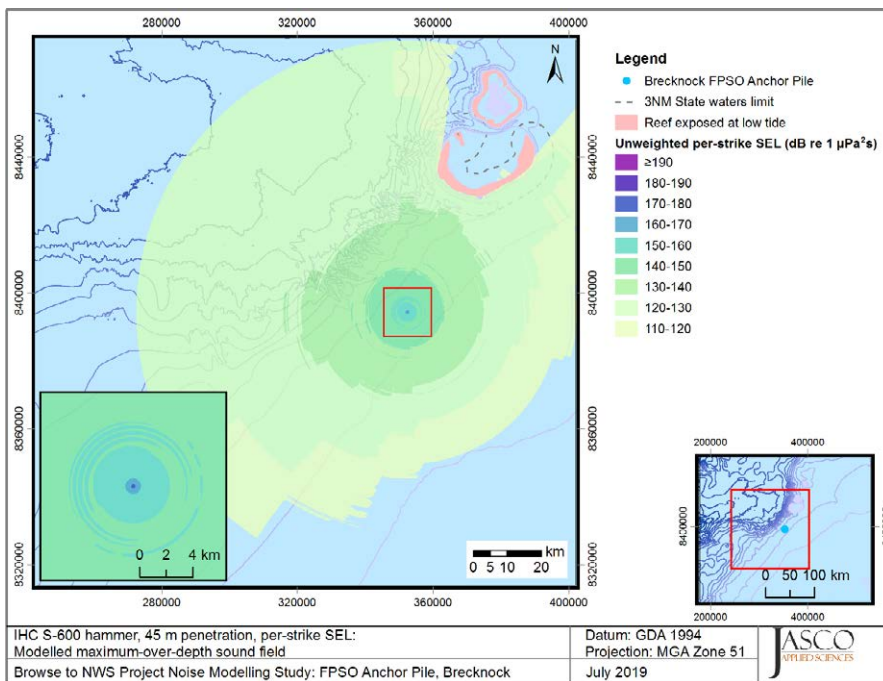 280000
320000
360000
400000
N
8440000
8400000
8360000
8320000
8440000
8400000
8360000
8320000
0 2 4 km
km
0 5 10 20
280000
320000
360000
400000
Legend
Brecknock FPSO Anchor Pile
3NM State waters limit
Reef exposed at low tide
Unweighted per-strike SEL (dB re 1 µPa²s)
≥190
180-190
170-180
160-170
150-160
140-150
130-140
120-130
110-120
200000 400000
8400000
8400000
0 50 100 km
200000 400000
IHC S-600 hammer, 45 m penetration, per-strike SEL:
Modelled maximum-over-depth sound field
Browse to NWS Project Noise Modelling Study: FPSO Anchor Pile, Brecknock
Datum: GDA 1994
Projection: MGA Zone 51
July 2019
JASCO
APPLIED SCIENCES